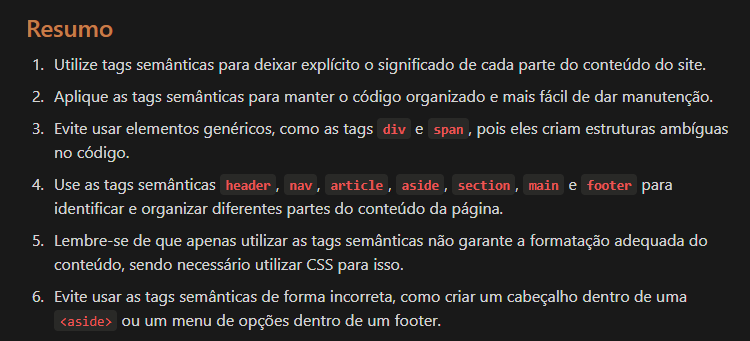 Resumo
1. Utilize tags semânticas para deixar explícito o significado de cada parte do conteúdo do site.
2. Aplique as tags semânticas para manter o código organizado e mais fácil de dar manutenção.
3. Evite usar elementos genéricos, como as tags div e span, pois eles criam estruturas ambíguas
no código.
4. Use as tags semânticas header, nav, article, aside, section, main e footer para
identificar e organizar diferentes partes do conteúdo da página.
5. Lembre-se de que apenas utilizar as tags semânticas não garante a formatação adequada do
conteúdo, sendo necessário utilizar CSS para isso.
6. Evite usar as tags semânticas de forma incorreta, como criar um cabeçalho dentro de uma
<aside> ou um menu de opções dentro de um footer.